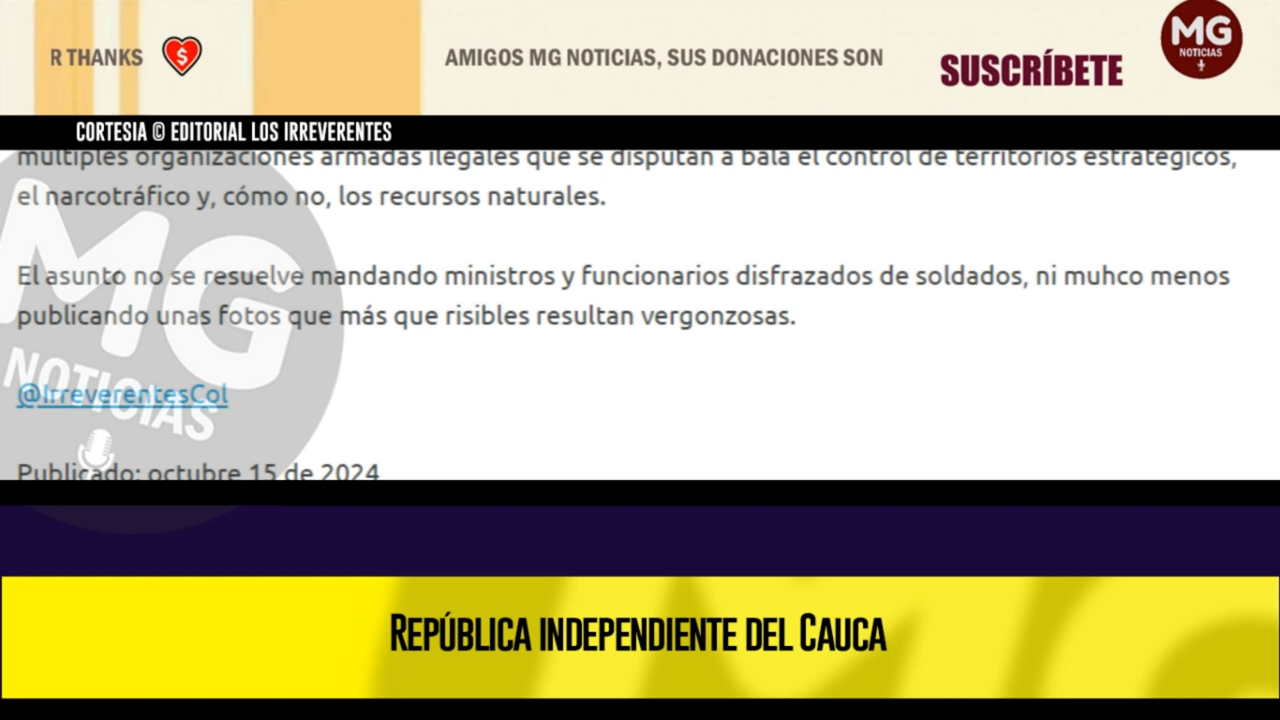 R THANKS
AMIGOS MG NOTICIAS, SUS DONACIONES SON
SUSCRÍBETE
MG
NOTICIAS
CORTESIA © EDITORIAL LOS IRREVERENTES
múltiples organizaciones armadas ilegales que se disputan a bala el control de territorios estratégicos,
el narcotráfico y, cómo no, los recursos naturales.
El asunto no se resuelve mandando ministros y funcionarios disfrazados de soldados, ni muhco menos
publicando unas fotos que más que risibles resultan vergonzosas.
@IrreverentesCol
Publicado: octubre 15 de 2024
MG
NOTICIAS
REPÚBLICA INDEPENDIENTE DEL CAUCA